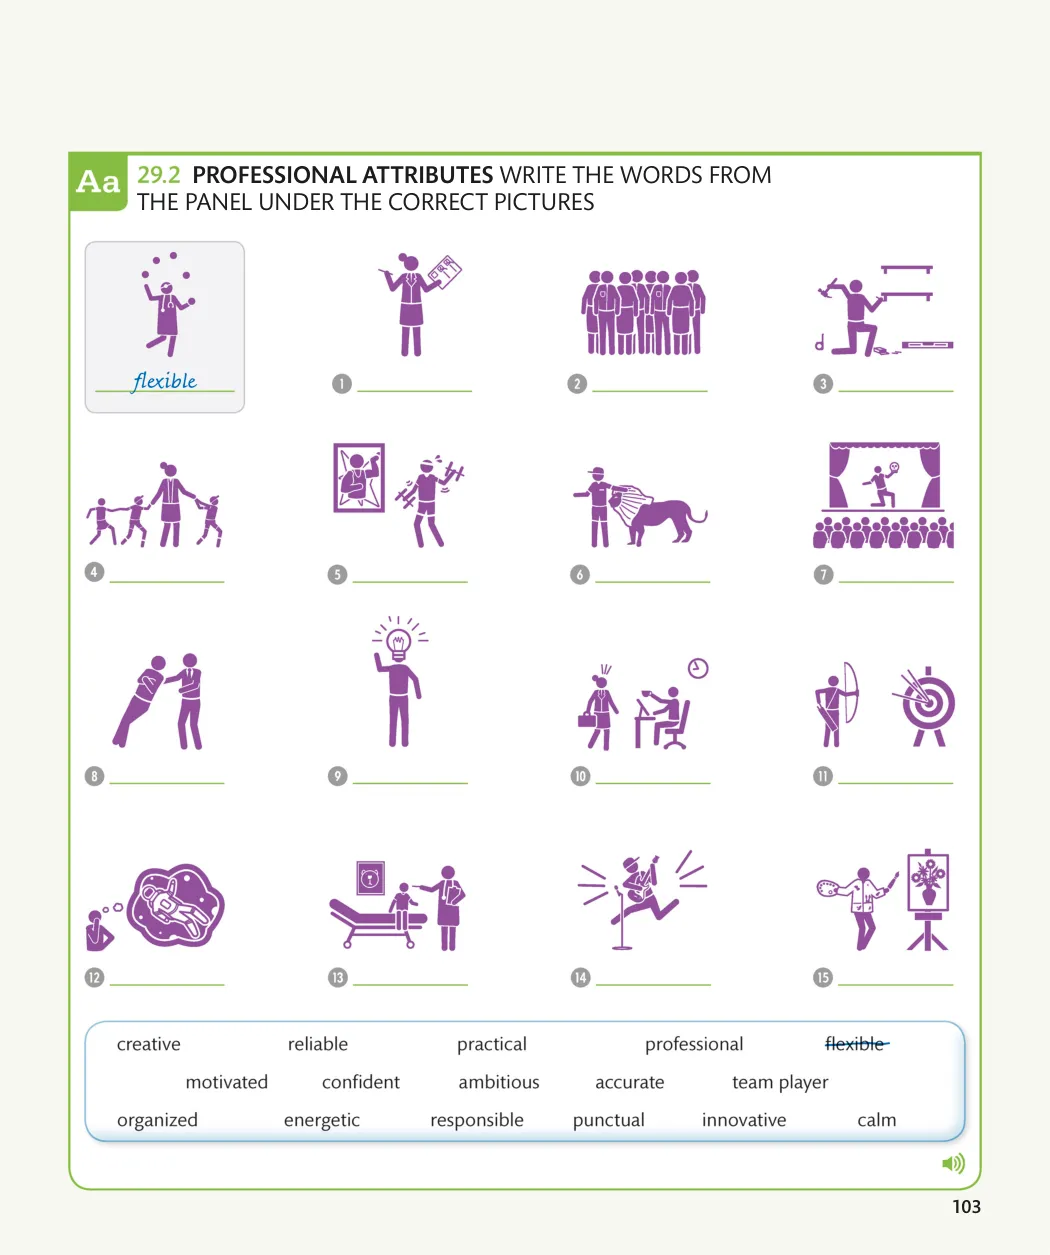 Aa
29.2 PROFESSIONAL ATTRIBUTES WRITE THE WORDS FROM
THE PANEL UNDER THE CORRECT PICTURES
flexible
1
2
3
4
5
6
7
8
9
10
11
12
13
14
15
creative reliable practical professional flexible
motivated confident ambitious accurate team player
organized energetic responsible punctual innovative calm
103